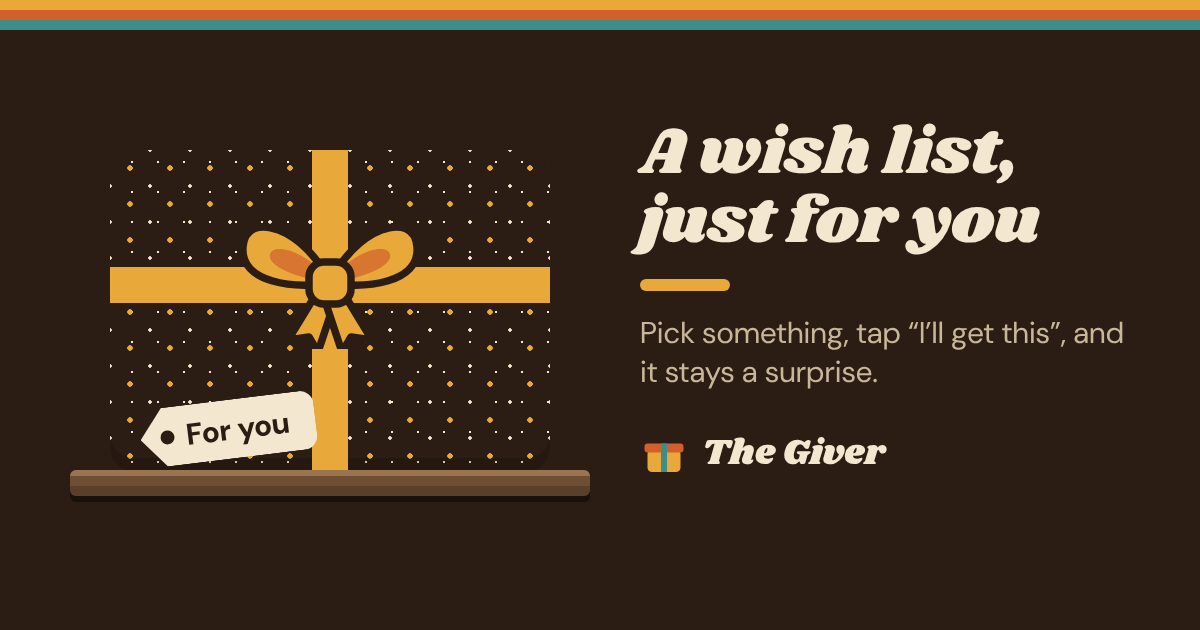 A wish list,
just for you
Pick something, tap “I’ll get this”, and
it stays a surprise.
For you
The Giver